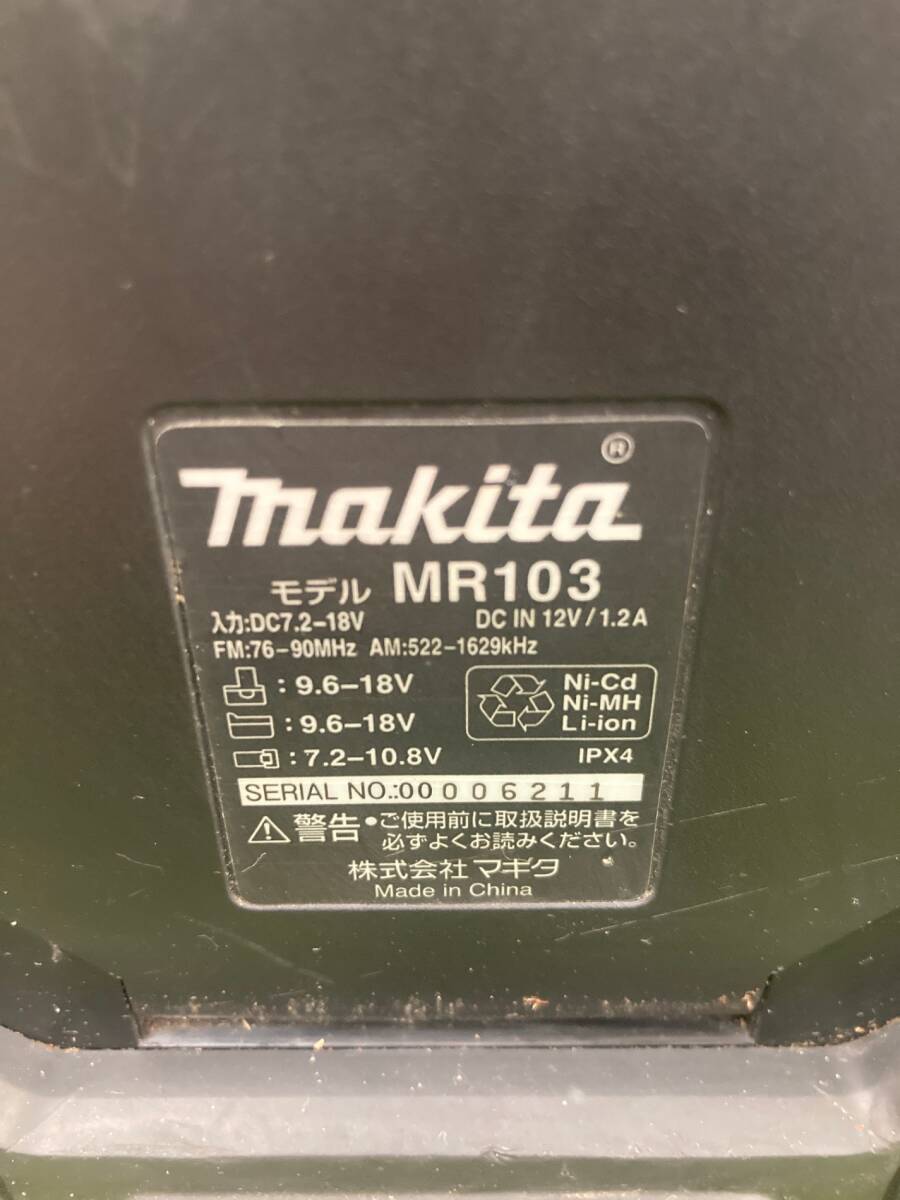 makita®
モデル MR103
入力:DC7.2-18V DC IN 12V/1.2A
FM:76-90MHz AM:522-1629kHz
: 9.6-18V
: 9.6-18V
: 7.2-10.8V
Ni-Cd
Ni-MH
Li-ion
IPX4
SERIAL NO.:00006211
⚠警告●ご使用前に取扱説明書を
必ずよくお読みください。
株式会社 マキタ
Made in China